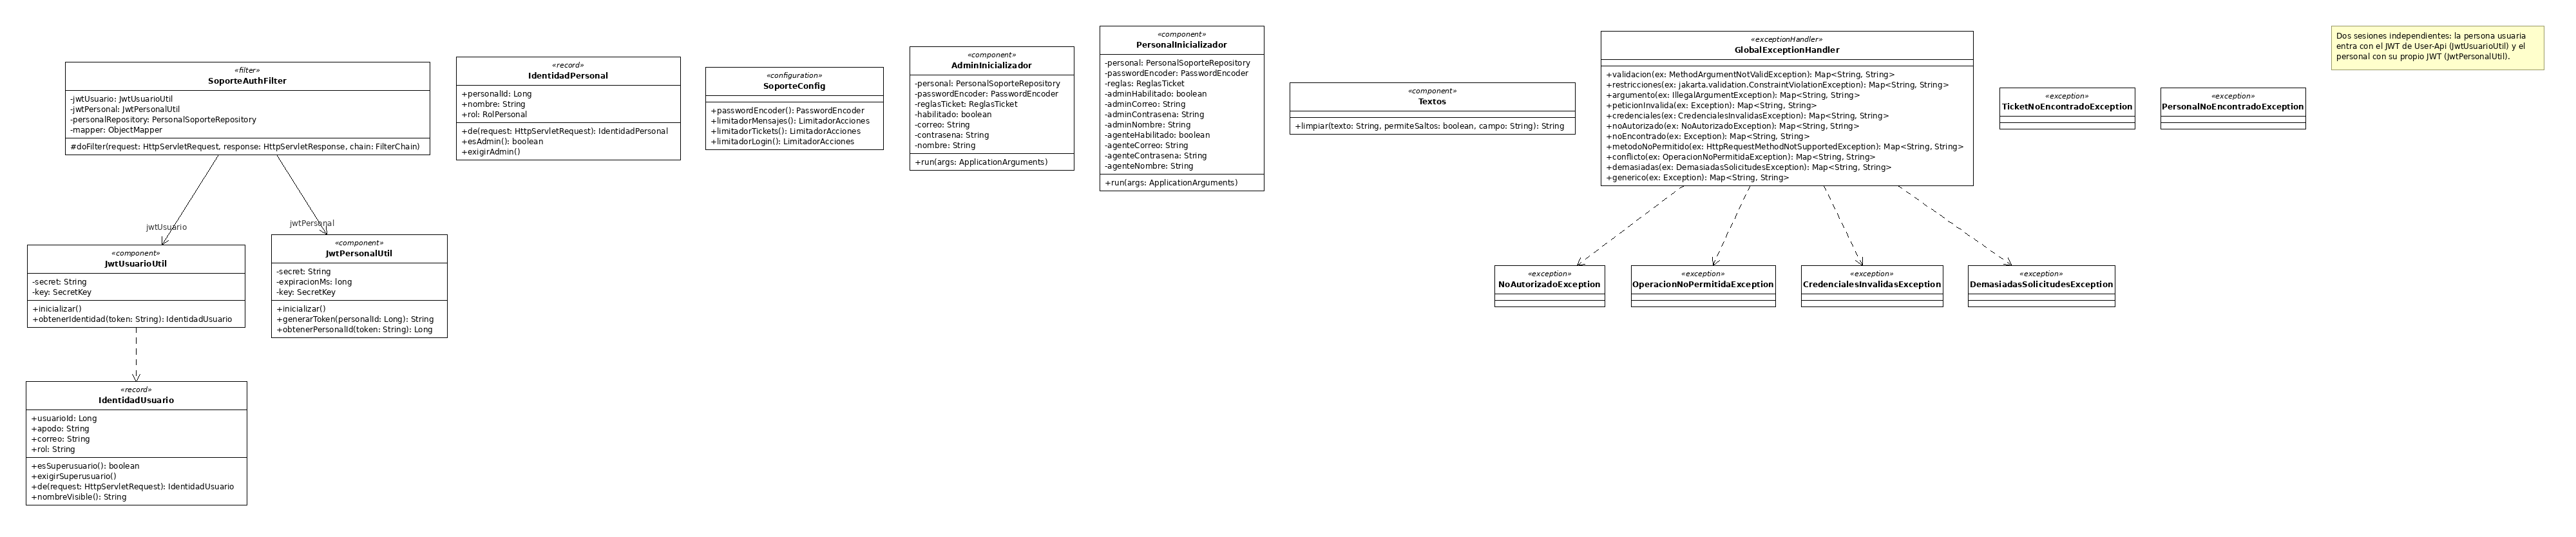 «filter»
SoporteAuthFilter
-jwtUsuario: JwtUsuarioUtil
-jwtPersonal: JwtPersonalUtil
-personalRepository: PersonalSoporteRepository
-mapper: ObjectMapper
#doFilter(request: HttpServletRequest, response: HttpServletResponse, chain: FilterChain)
«record»
IdentidadPersonal
+personalId: Long
+nombre: String
+rol: RolPersonal
+de(request: HttpServletRequest): IdentidadPersonal
+esAdmin(): boolean
+exigirAdmin()
«configuration»
SoporteConfig
+passwordEncoder(): PasswordEncoder
+limitadorMensajes(): LimitadorAcciones
+limitadorTickets(): LimitadorAcciones
+limitadorLogin(): LimitadorAcciones
«component»
AdminInicializador
-personal: PersonalSoporteRepository
-passwordEncoder: PasswordEncoder
-reglasTicket: ReglasTicket
-habilitado: boolean
-correo: String
-contrasena: String
-nombre: String
+run(args: ApplicationArguments)
«component»
PersonalInicializador
-personal: PersonalSoporteRepository
-passwordEncoder: PasswordEncoder
-reglas: ReglasTicket
-adminHabilitado: boolean
-adminCorreo: String
-adminContrasena: String
-adminNombre: String
-agenteHabilitado: boolean
-agenteCorreo: String
-agenteContrasena: String
-agenteNombre: String
+run(args: ApplicationArguments)
«component»
Textos
+limpiar(texto: String, permiteSaltos: boolean, campo: String): String
«exceptionHandler»
GlobalExceptionHandler
+validacion(ex: MethodArgumentNotValidException): Map<String, String>
+restricciones(ex: jakarta.validation.ConstraintViolationException): Map<String, String>
+argumento(ex: IllegalArgumentException): Map<String, String>
+peticionInvalida(ex: Exception): Map<String, String>
+credenciales(ex: CredencialesInvalidasException): Map<String, String>
+noAutorizado(ex: NoAutorizadoException): Map<String, String>
+noEncontrado(ex: Exception): Map<String, String>
+metodoNoPermitido(ex: HttpRequestMethodNotSupportedException): Map<String, String>
+conflicto(ex: OperacionNoPermitidaException): Map<String, String>
+demasiadas(ex: DemasiadasSolicitudesException): Map<String, String>
+generico(ex: Exception): Map<String, String>
«exception»
TicketNoEncontradoException
«exception»
PersonalNoEncontradoException
Dos sesiones independientes: la persona usuaria
entra con el JWT de User-Api (JwtUsuarioUtil) y el
personal con su propio JWT (JwtPersonalUtil).
jwtUsuario
jwtPersonal
«component»
JwtUsuarioUtil
-secret: String
-key: SecretKey
+inicializar()
+obtenerIdentidad(token: String): IdentidadUsuario
«component»
JwtPersonalUtil
-secret: String
-expiracionMs: long
-key: SecretKey
+inicializar()
+generarToken(personalId: Long): String
+obtenerPersonalId(token: String): Long
«exception»
NoAutorizadoException
«exception»
OperacionNoPermitidaException
«exception»
CredencialesInvalidasException
«exception»
DemasiadasSolicitudesException
«record»
IdentidadUsuario
+usuarioId: Long
+apodo: String
+correo: String
+rol: String
+esSuperusuario(): boolean
+exigirSuperusuario()
+de(request: HttpServletRequest): IdentidadUsuario
+nombreVisible(): String